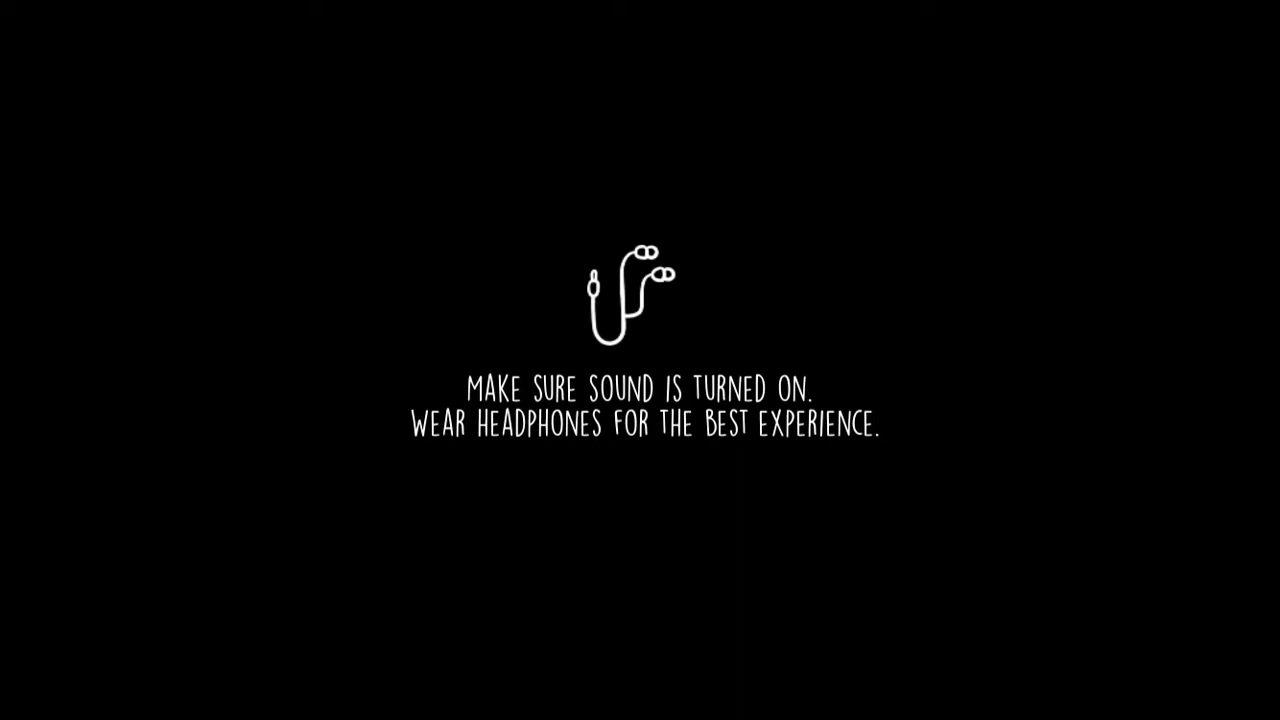 MAKE SURE SOUND IS TURNED ON.
WEAR HEADPHONES FOR THE BEST EXPERIENCE.